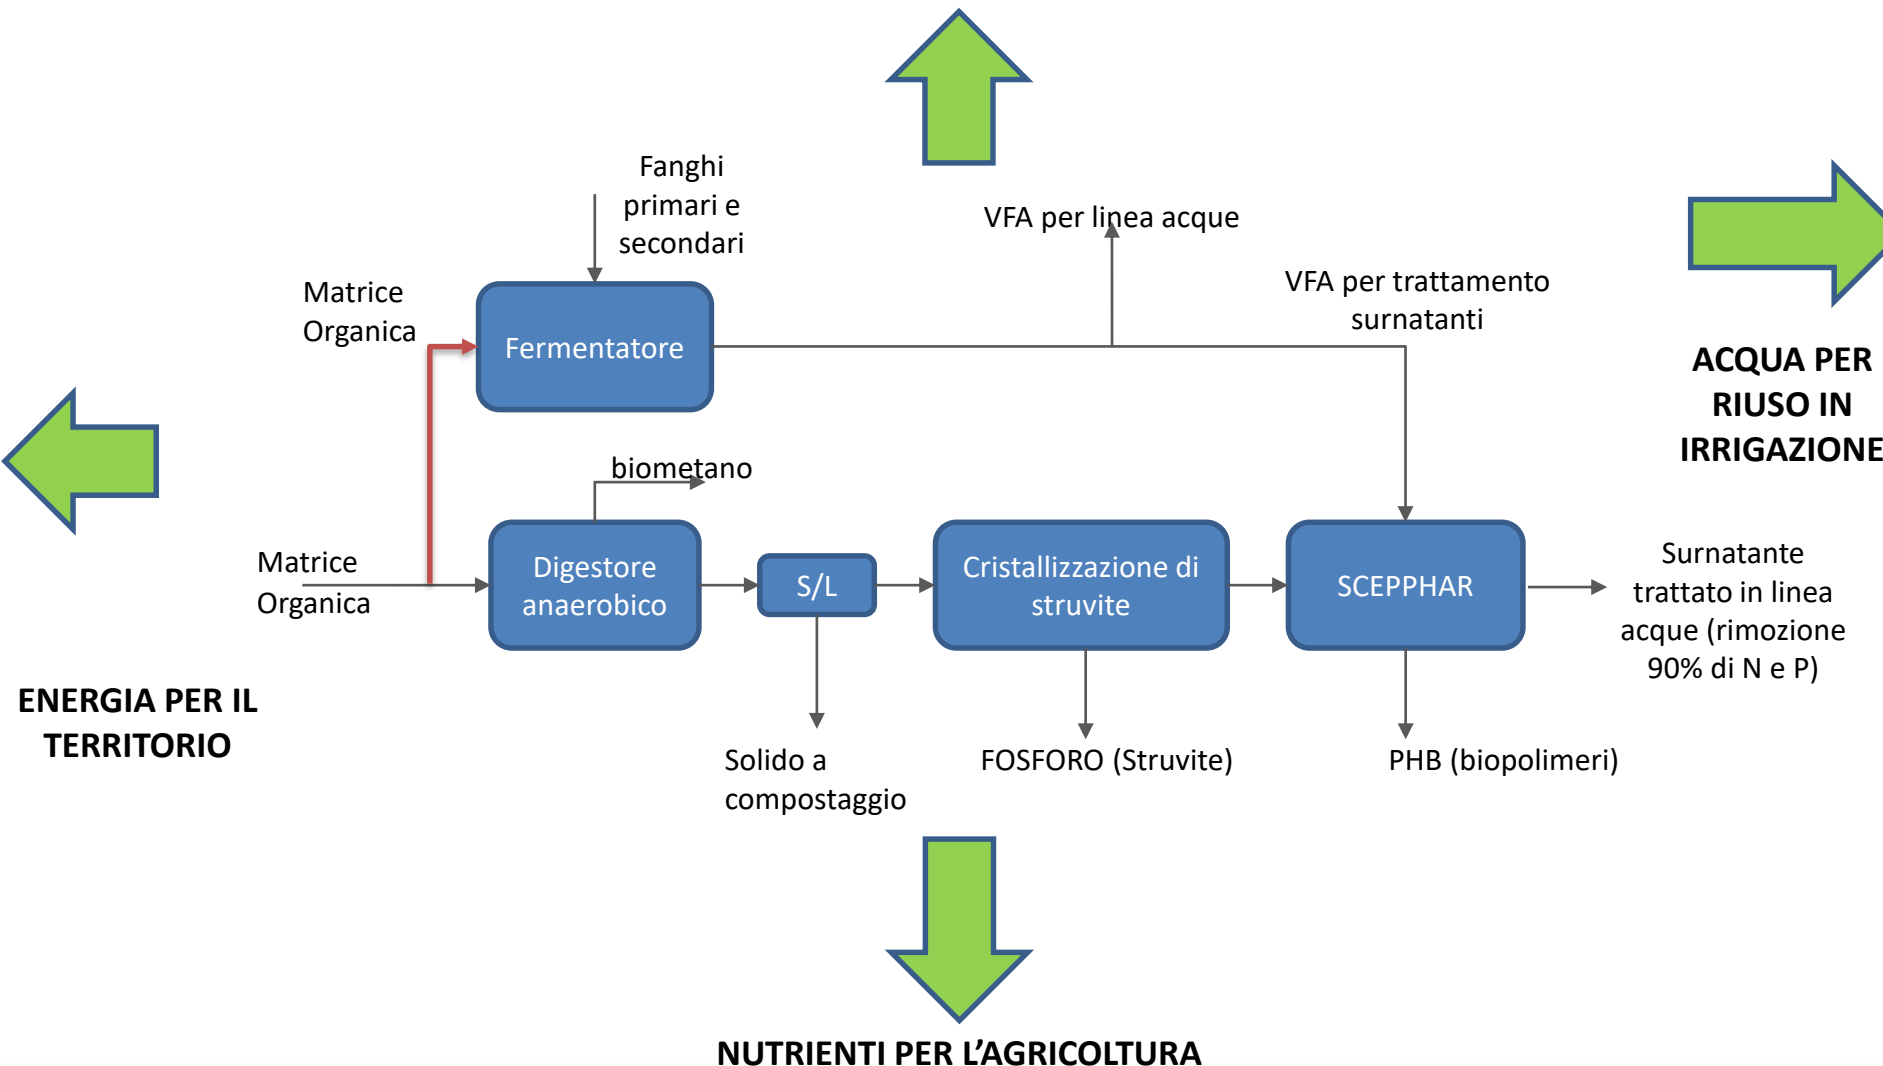 Fanghi
primari e
secondari
VFA per linea acque
VFA per trattamento
surnatanti
Matrice
Organica
Fermentatore
ACQUA PER
RIUSO IN
IRRIGAZIONE
biometano
Matrice
Organica
Digestore
anaerobico
S/L
Cristallizzazione di
struvite
SCEPPHAR
Surnatante
trattato in linea
acque (rimozione
90% di N e P)
ENERGIA PER IL
TERRITORIO
Solido a
compostaggio
FOSFORO (Struvite)
PHB (biopolimeri)
NUTRIENTI PER L’AGRICOLTURA